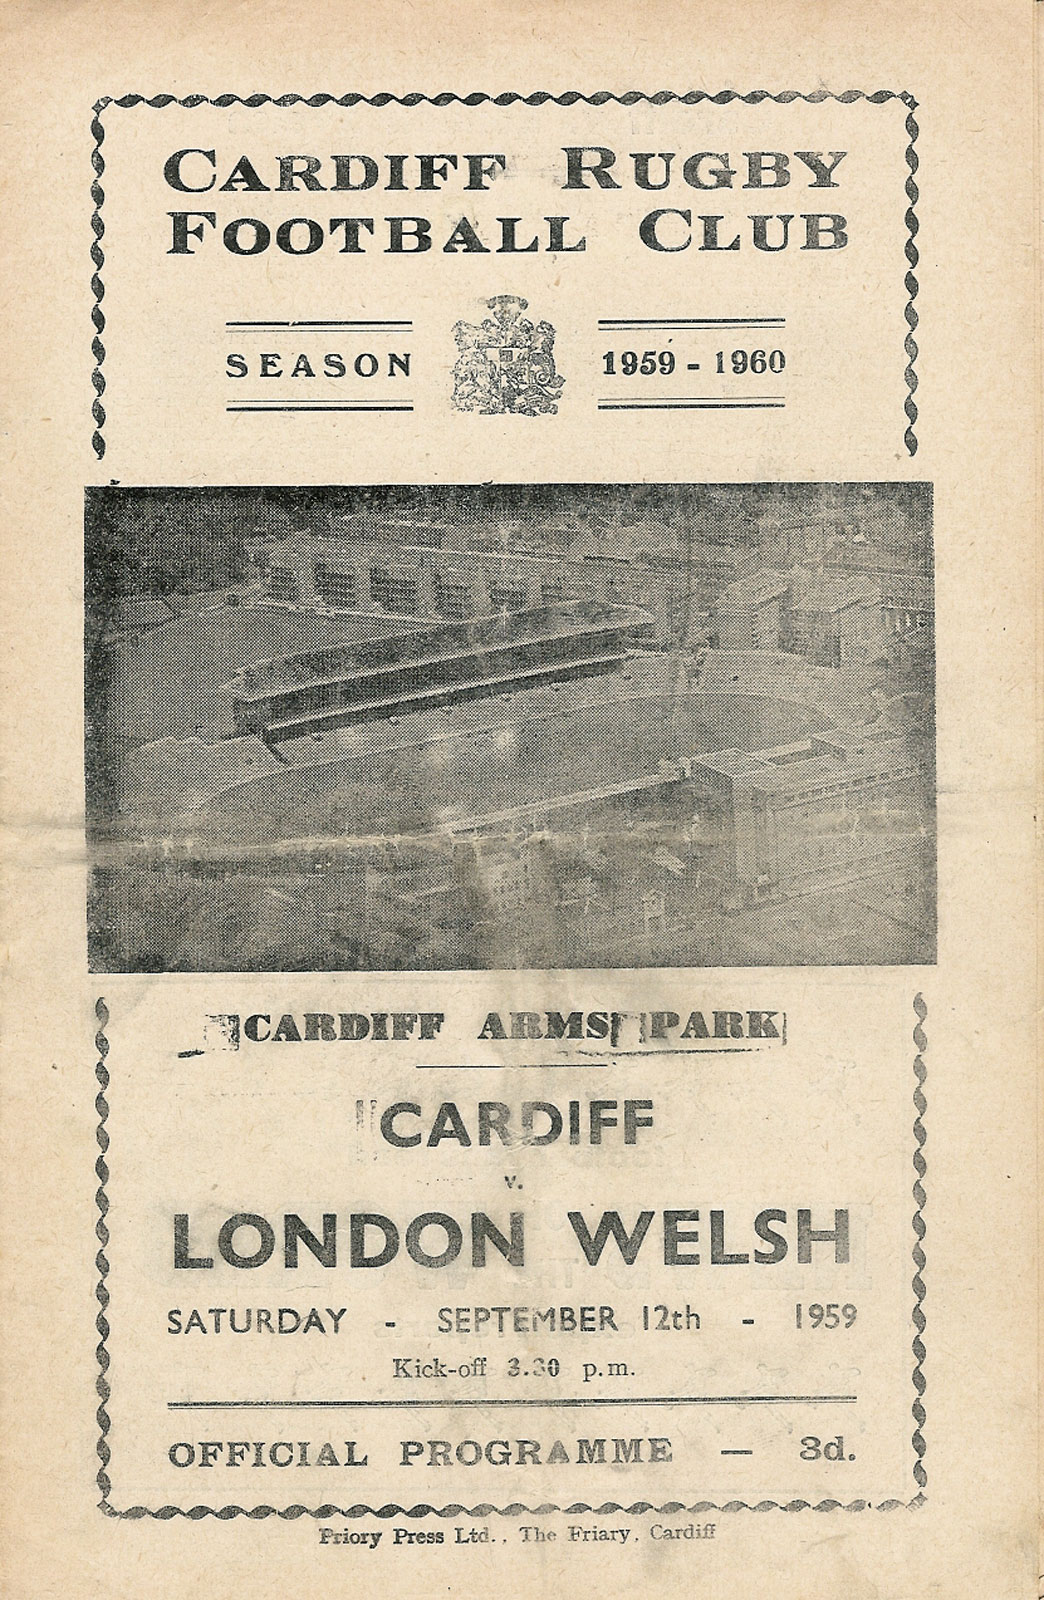 CARDIFF RUGBY
FOOTBALL CLUB
SEASON 1959 - 1960
CARDIFF ARMS PARK
CARDIFF
v.
LONDON WELSH
SATURDAY - SEPTEMBER 12th - 1959
Kick-off 3.30 p.m.
OFFICIAL PROGRAMME — 3d.
Priory Press Ltd., The Friary, Cardiff